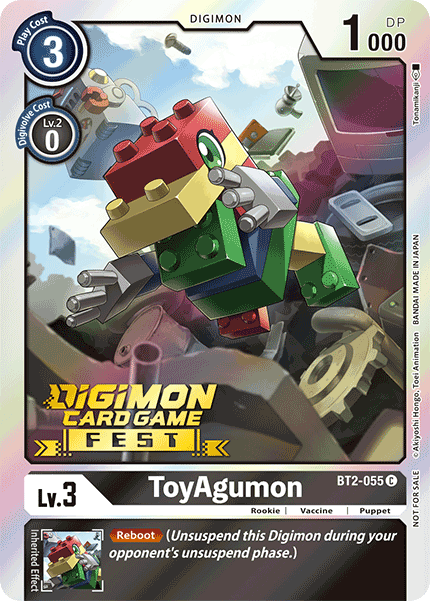 Play Cost
3
DIGIMON
1000
DP
Digivolve Cost
Lv.2
0
Tonamikanji
DIGIMON
CARD GAME
FEST
© Akiyoshi Hongo, Toei Animation BANDAI MADE IN JAPAN
NOT FOR SALE
Lv.3
ToyAgumon
BT2-055 C
Rookie | Vaccine | Puppet
Inherited Effect
Reboot (Unsuspend this Digimon during your
opponent's unsuspend phase.)